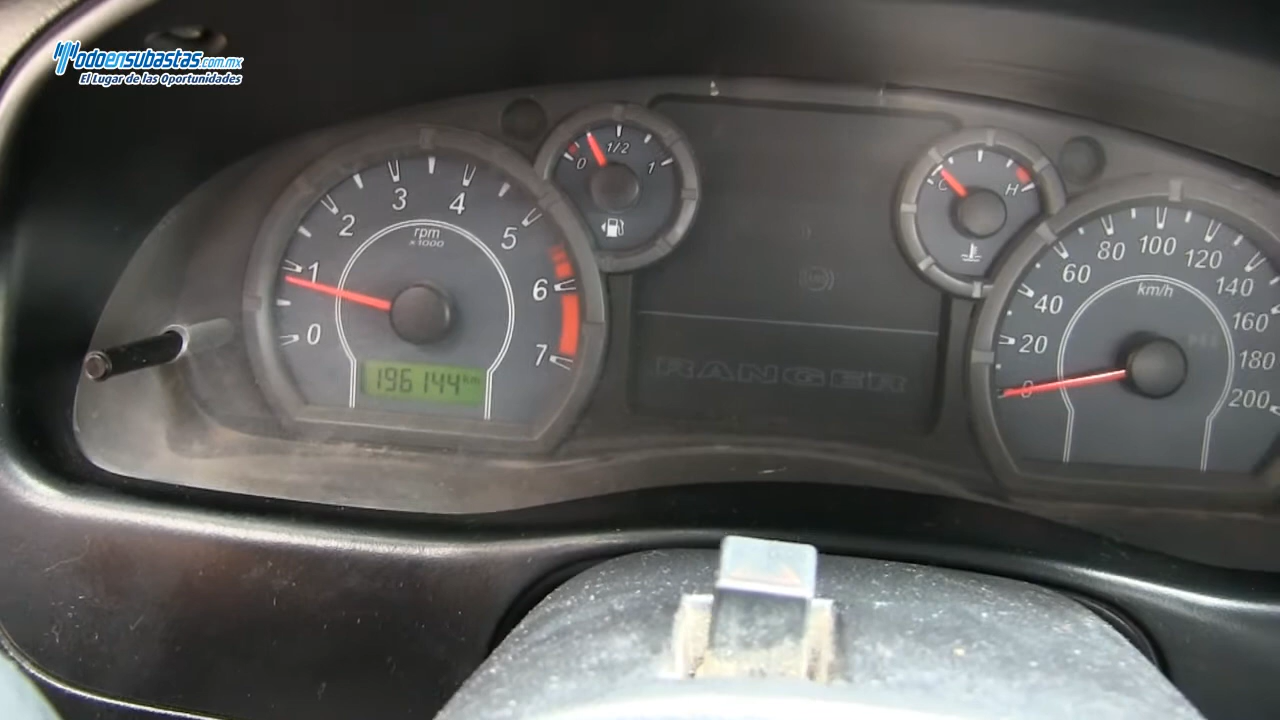 Todoensubastas.com.mx
El Lugar de las Oportunidades
0
1
2
3
4
5
6
7
rpm
x1000
196144 km
0
1/2
1
C
H
RANGER
0
20
40
60
80
100
120
140
160
180
200
km/h